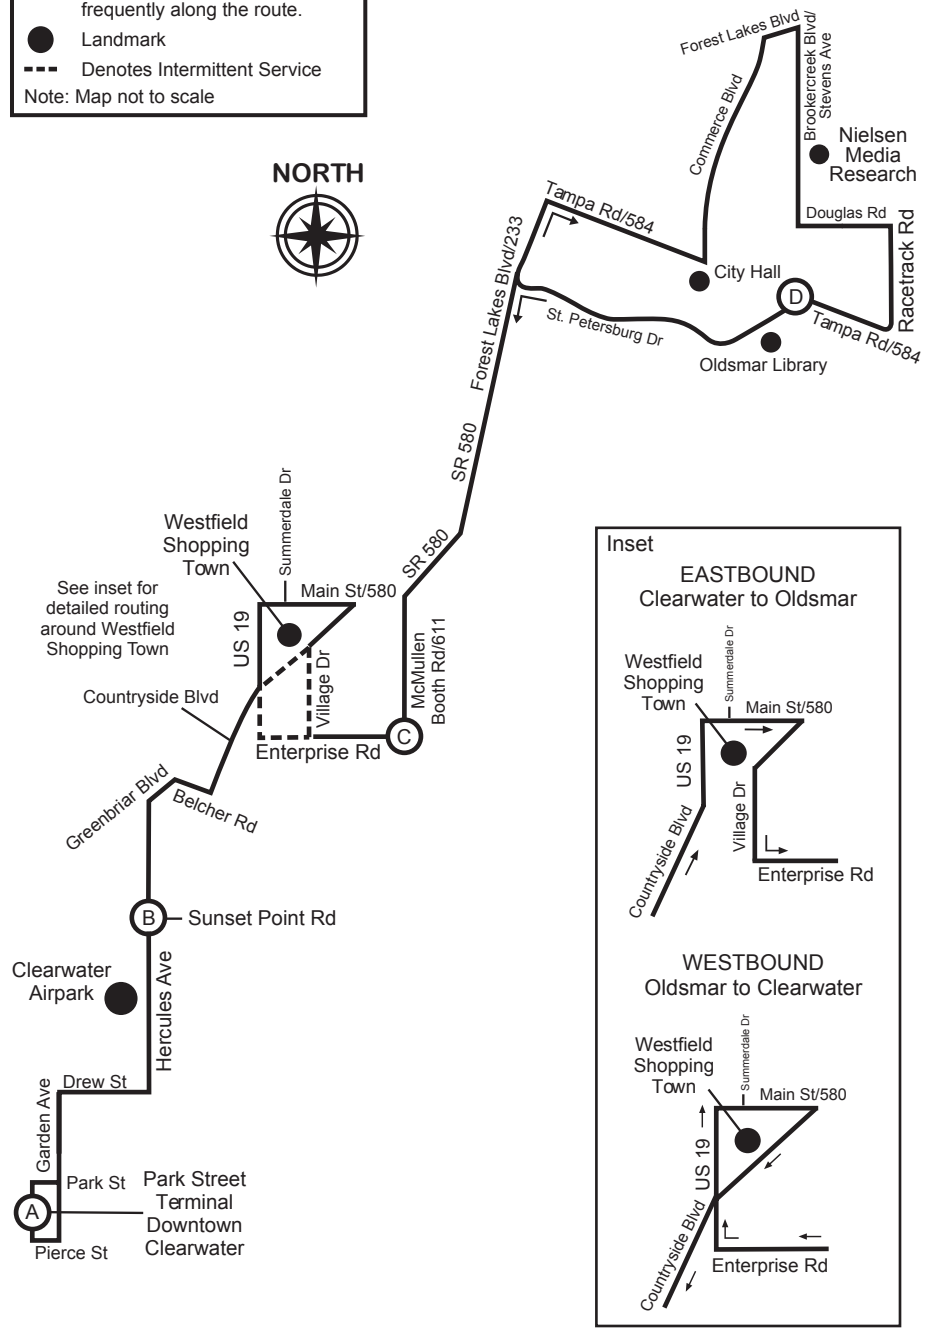 frequently along the route.
Landmark
Denotes Intermittent Service
Note: Map not to scale
NORTH
Forest Lakes Blvd
Brookercreek Blvd/
Stevens Ave
Commerce Blvd
Nielsen
Media
Research
Douglas Rd
Racetrack Rd
Tampa Rd/584
City Hall
D
Tampa Rd/584
Forest Lakes Blvd/233
St. Petersburg Dr
Oldsmar Library
SR 580
SR 580
Summerdale Dr
Westfield
Shopping
Town
Main St/580
See inset for
detailed routing
around Westfield
Shopping Town
US 19
Village Dr
McMullen
Booth Rd/611
Countryside Blvd
C
Enterprise Rd
Greenbriar Blvd
Belcher Rd
B
Sunset Point Rd
Clearwater
Airpark
Hercules Ave
Drew St
Garden Ave
Park St
A
Park Street
Terminal
Downtown
Clearwater
Pierce St
Inset
EASTBOUND
Clearwater to Oldsmar
Summerdale Dr
Westfield
Shopping
Town
Main St/580
US 19
Village Dr
Countryside Blvd
Enterprise Rd
WESTBOUND
Oldsmar to Clearwater
Summerdale Dr
Westfield
Shopping
Town
Main St/580
US 19
Countryside Blvd
Enterprise Rd